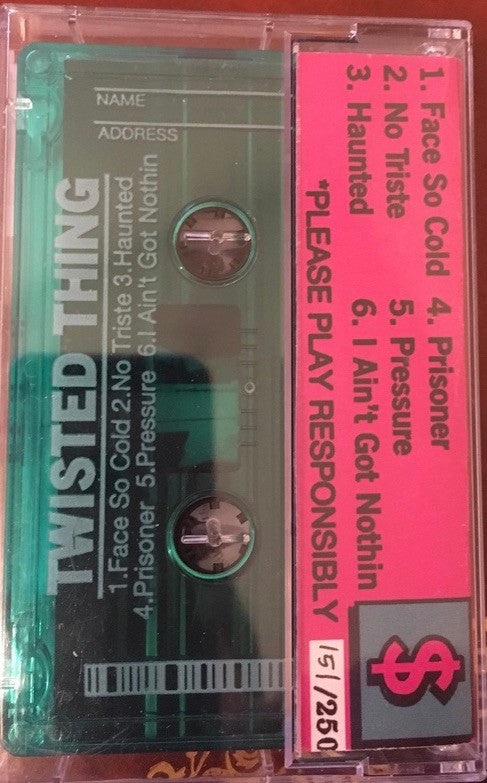 NAME
ADDRESS
TWISTED THING
1.Face So Cold 2.No Triste 3.Haunted
4.Prisoner 5.Pressure 6.I Ain't Got Nothin
1. Face So Cold 4. Prisoner
2. No Triste 5. Pressure
3. Haunted 6. I Ain't Got Nothin
*PLEASE PLAY RESPONSIBLY
$
151/250